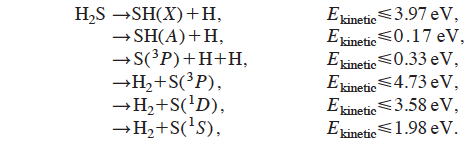 H₂S →SH(X)+H, E_kinetic≤3.97 eV,
→SH(A)+H, E_kinetic≤0.17 eV,
→S(³P)+H+H, E_kinetic≤0.33 eV,
→H₂+S(³P), E_kinetic≤4.73 eV,
→H₂+S(¹D), E_kinetic≤3.58 eV,
→H₂+S(¹S), E_kinetic≤1.98 eV.